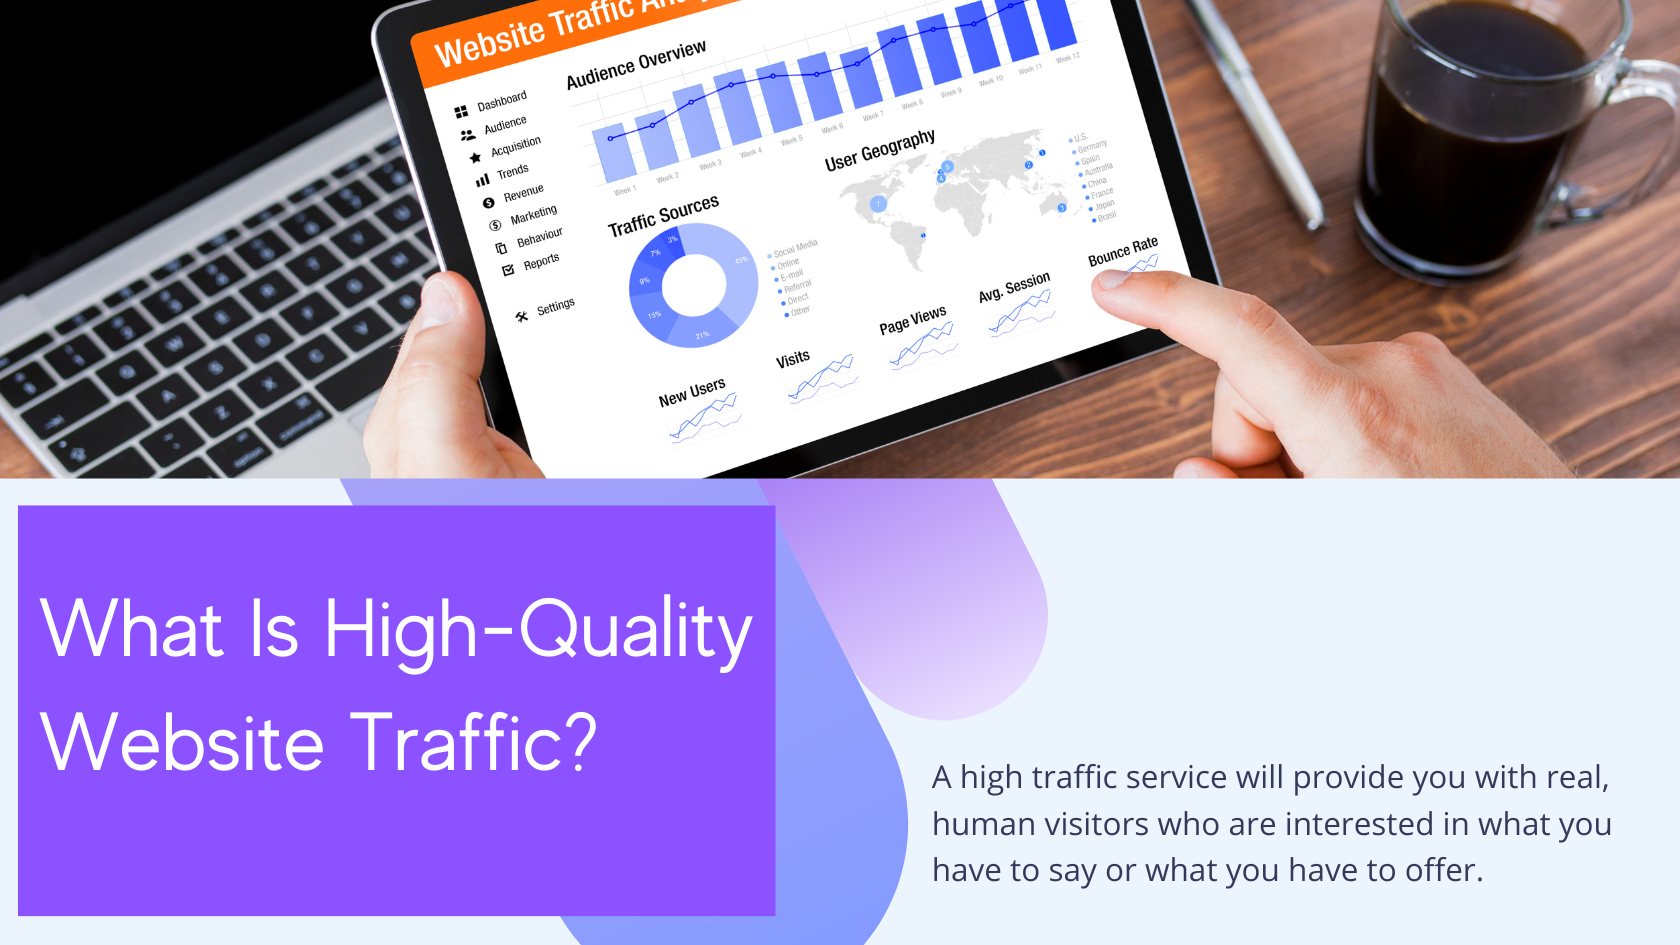 Website Traffic
Audience Overview
Dashboard
Audience
Acquisition
Trends
Revenue
Marketing
Behaviour
Reports
Settings
Week 1
Week 2
Week 3
Week 4
Week 5
Week 6
Week 7
Week 8
Week 9
Week 10
Week 11
Week 12
Traffic Sources
45%
21%
15%
9%
7%
3%
Social Media
Online
E-mail
Referral
Direct
Other
User Geography
U.S.
Germany
Spain
Australia
China
France
Japan
Brasil
New Users
Visits
Page Views
Avg. Session
Bounce Rate
What Is High-Quality
Website Traffic?
A high traffic service will provide you with real,
human visitors who are interested in what you
have to say or what you have to offer.